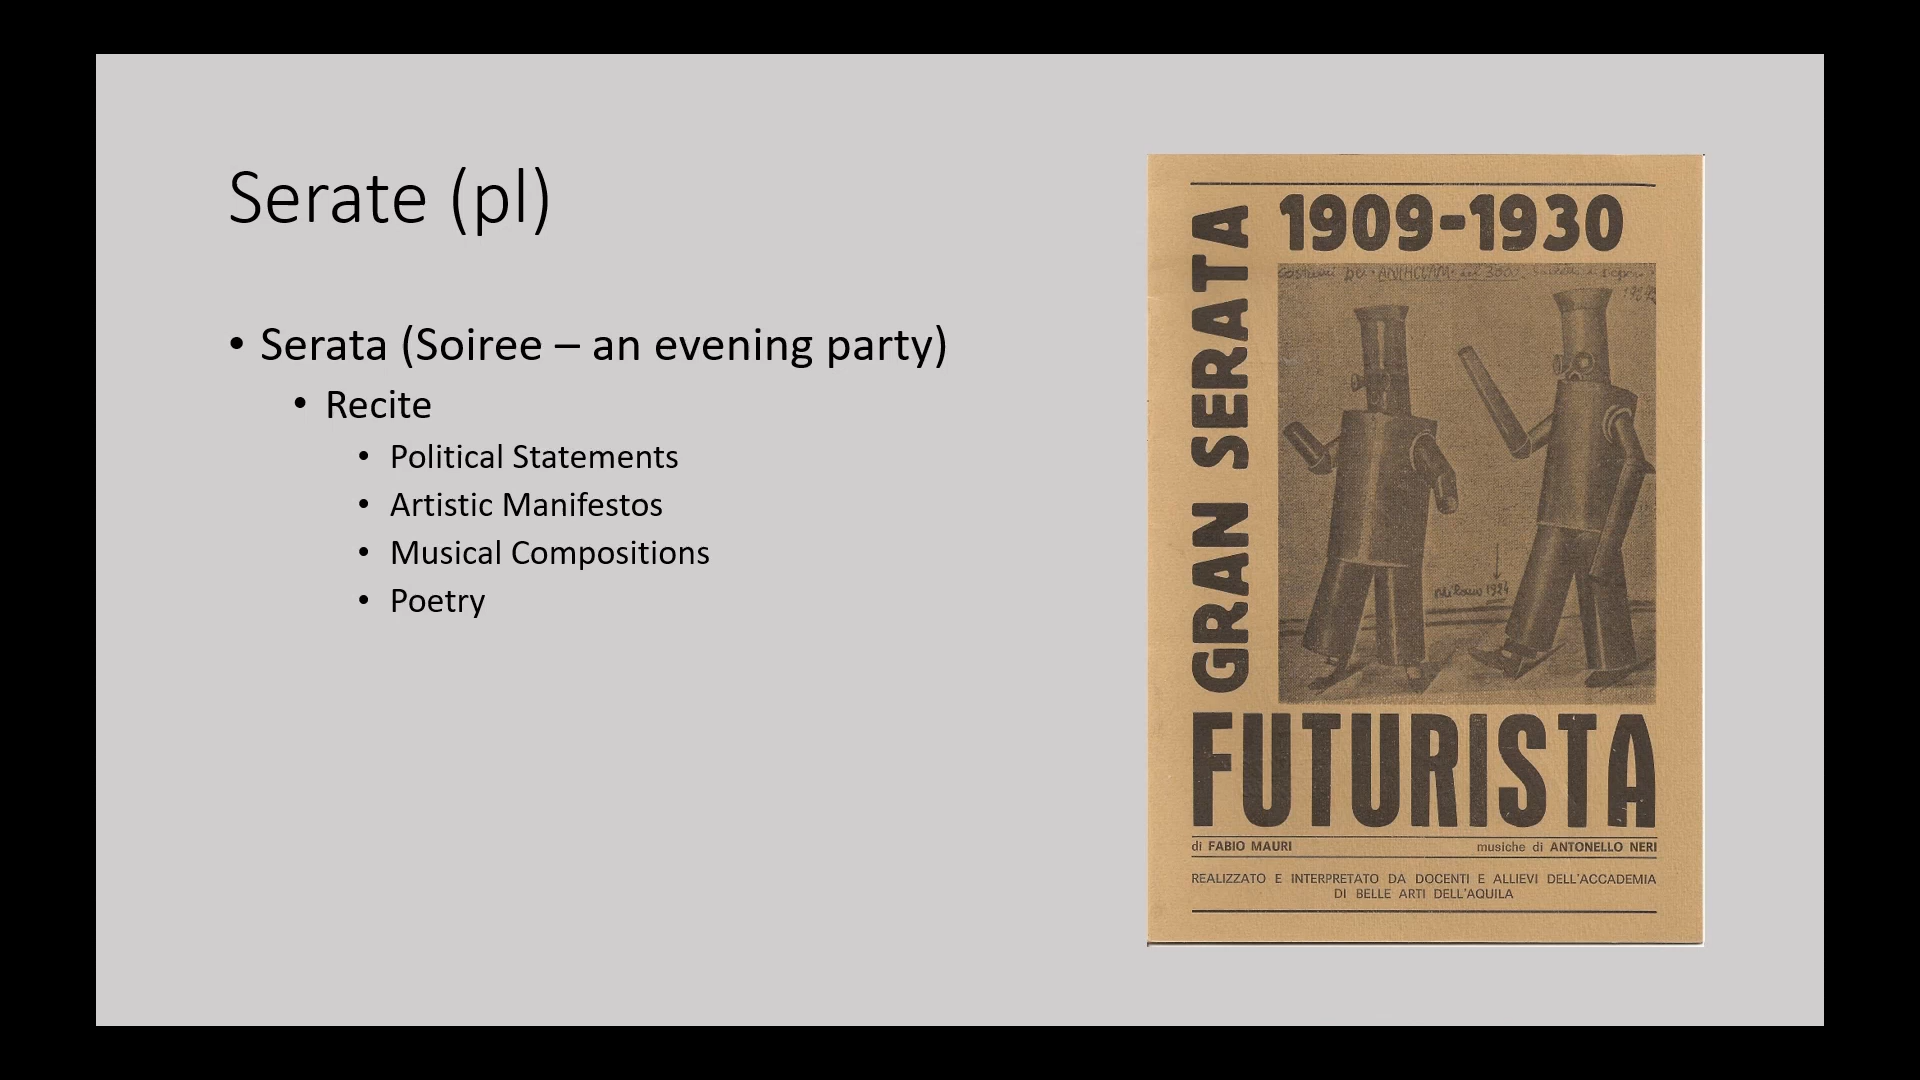 Serate (pl)
• Serata (Soiree – an evening party)
• Recite
• Political Statements
• Artistic Manifestos
• Musical Compositions
• Poetry
1909-1930
GRAN SERATA
Milano 1924
FUTURISTA
di FABIO MAURI
musiche di ANTONELLO NERI
REALIZZATO E INTERPRETATO DA DOCENTI E ALLIEVI DELL'ACCADEMIA
DI BELLE ARTI DELL'AQUILA